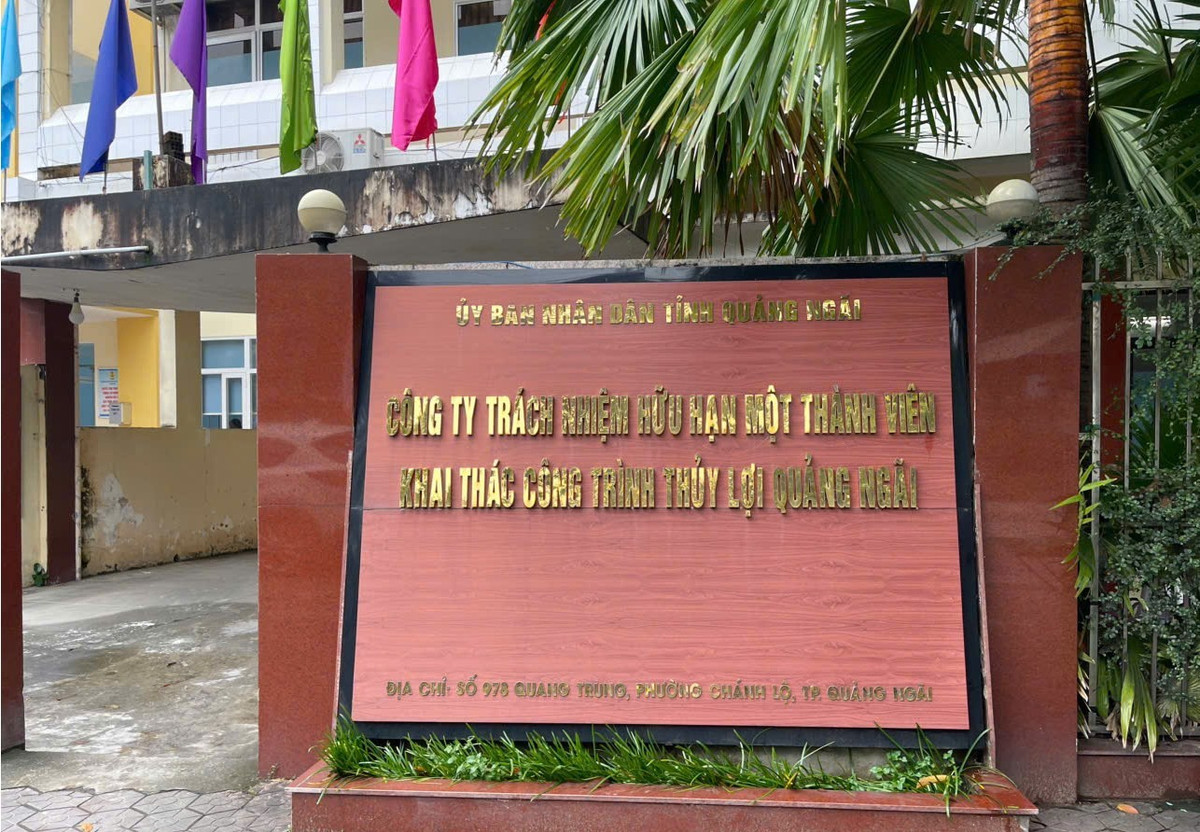 ỦY BAN NHÂN DÂN TỈNH QUẢNG NGÃI
CÔNG TY TRÁCH NHIỆM HỮU HẠN MỘT THÀNH VIÊN
KHAI THÁC CÔNG TRÌNH THỦY LỢI QUẢNG NGÃI
ĐỊA CHỈ: SỐ 978 QUANG TRUNG, PHƯỜNG CHÁNH LỘ, TP. QUẢNG NGÃI